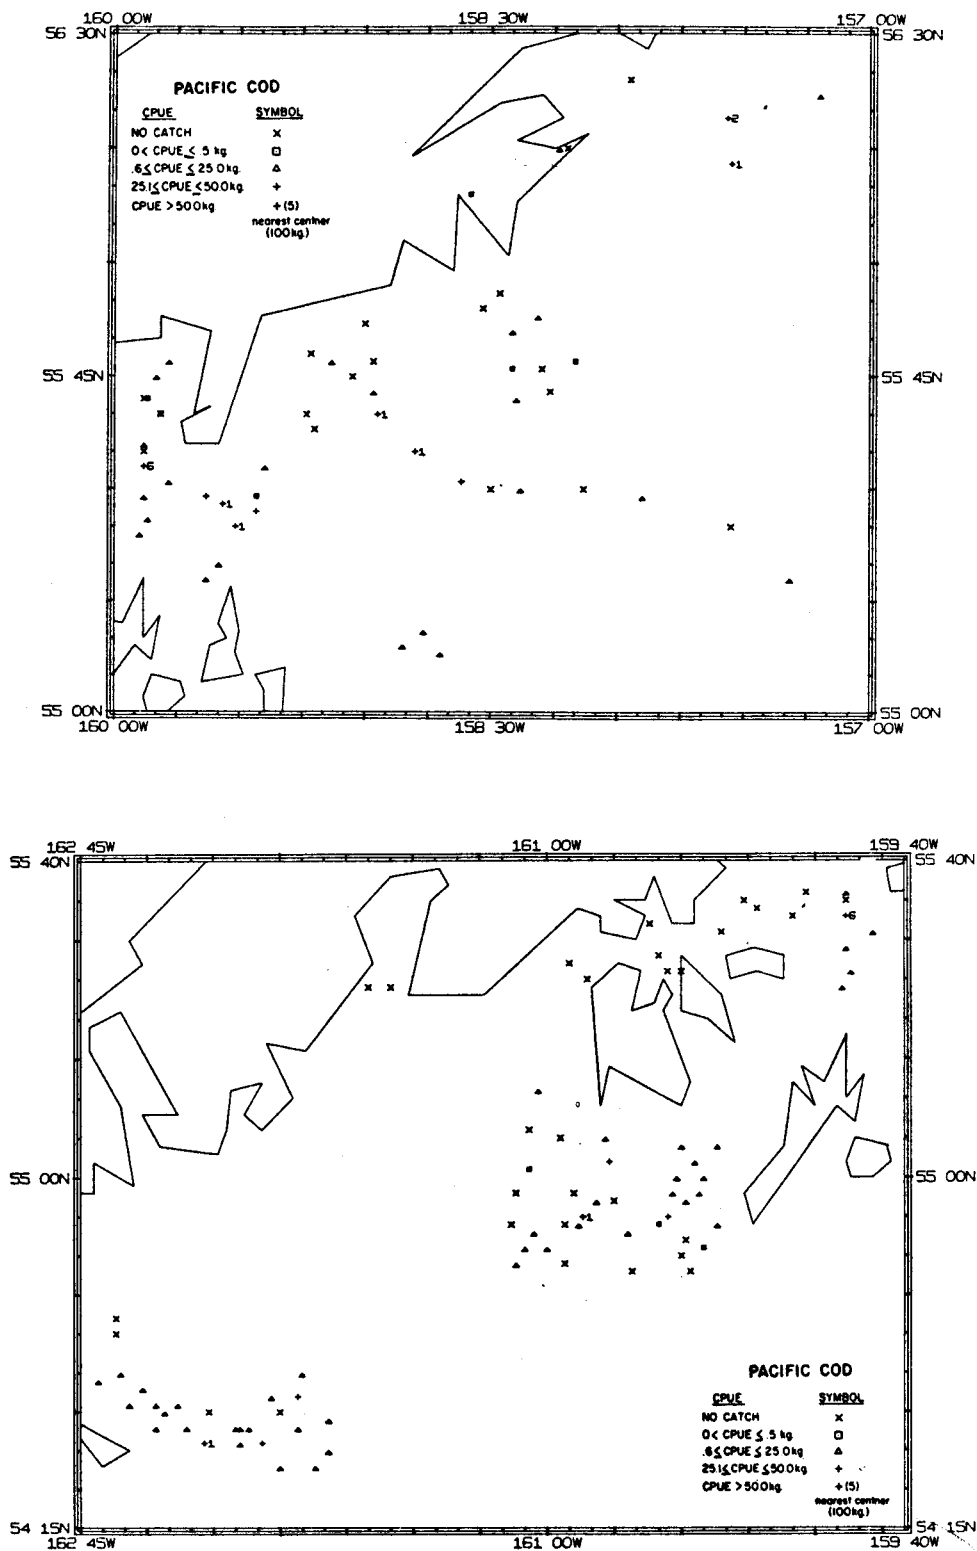 160 00W 158 30W 157 00W
56 30N 56 30N
PACIFIC COD
CPUE SYMBOL
NO CATCH ×
0 < CPUE ≤ .5 kg □
.6 ≤ CPUE ≤ 25.0 kg. △
25.1 ≤ CPUE ≤ 50.0 kg. +
CPUE > 50.0 kg. +(5)
nearest centner
(100 kg.)
+2
+1
55 45N 55 45N
+1
+1
+6
+1
+1
55 00N 55 00N
160 00W 158 30W 157 00W
162 45W 161 00W 159 40W
55 40N 55 40N
+6
55 00N 55 00N
+1
PACIFIC COD
CPUE SYMBOL
NO CATCH ×
0 < CPUE ≤ .5 kg □
.6 ≤ CPUE ≤ 25.0 kg △
25.1 ≤ CPUE ≤ 50.0 kg +
CPUE > 50.0 kg +(5)
nearest centner
(100 kg.)
+1
54 15N 54 15N
162 45W 161 00W 159 40W